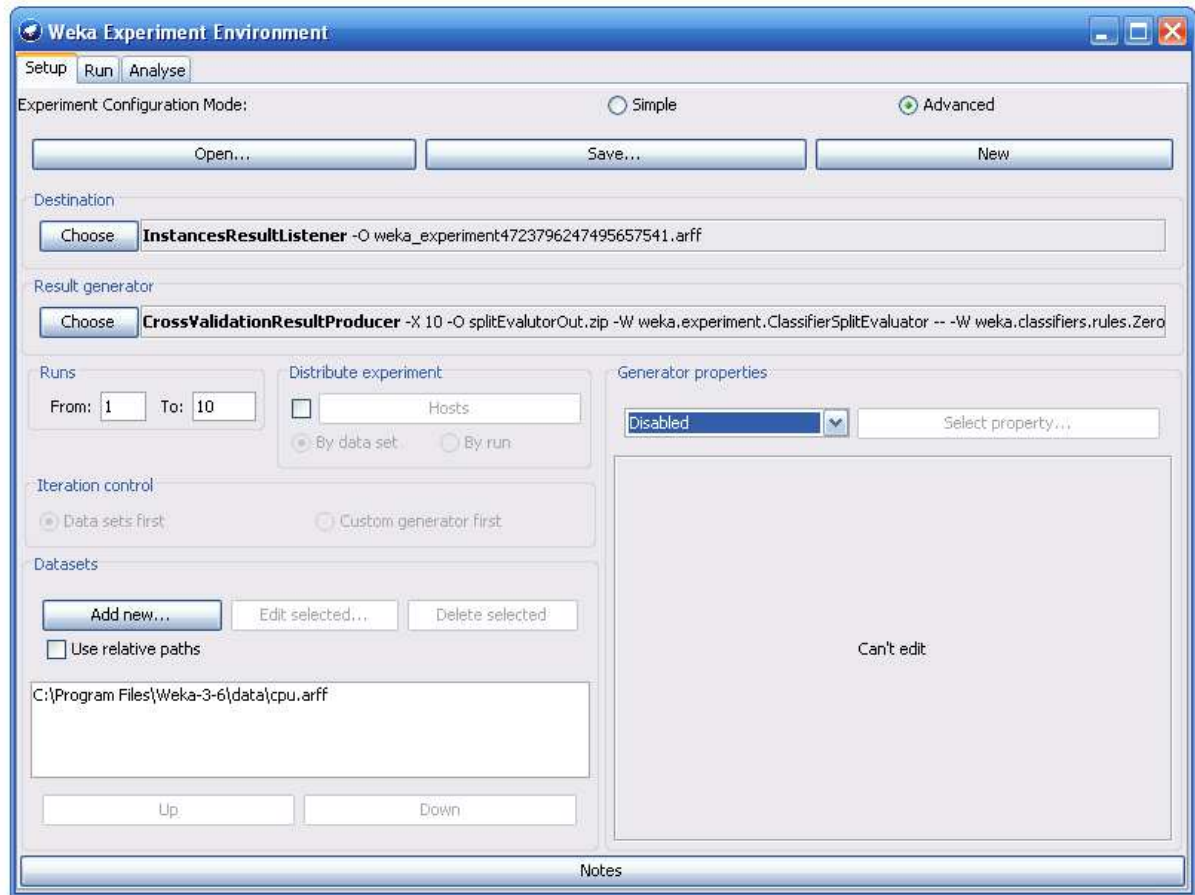 Weka Experiment Environment
Setup Run Analyse
Experiment Configuration Mode: Simple Advanced
Open... Save... New
Destination
Choose InstancesResultListener -O weka_experiment4723796247495657541.arff
Result generator
Choose CrossValidationResultProducer -X 10 -O splitEvalutorOut.zip -W weka.experiment.ClassifierSplitEvaluator -- -W weka.classifiers.rules.Zero
Runs Distribute experiment Generator properties
From: 1 To: 10 Hosts Disabled Select property...
By data set By run
Iteration control
Data sets first Custom generator first
Datasets
Add new... Edit selected... Delete selected
Use relative paths Can't edit
C:\Program Files\Weka-3-6\data\cpu.arff
Up Down
Notes